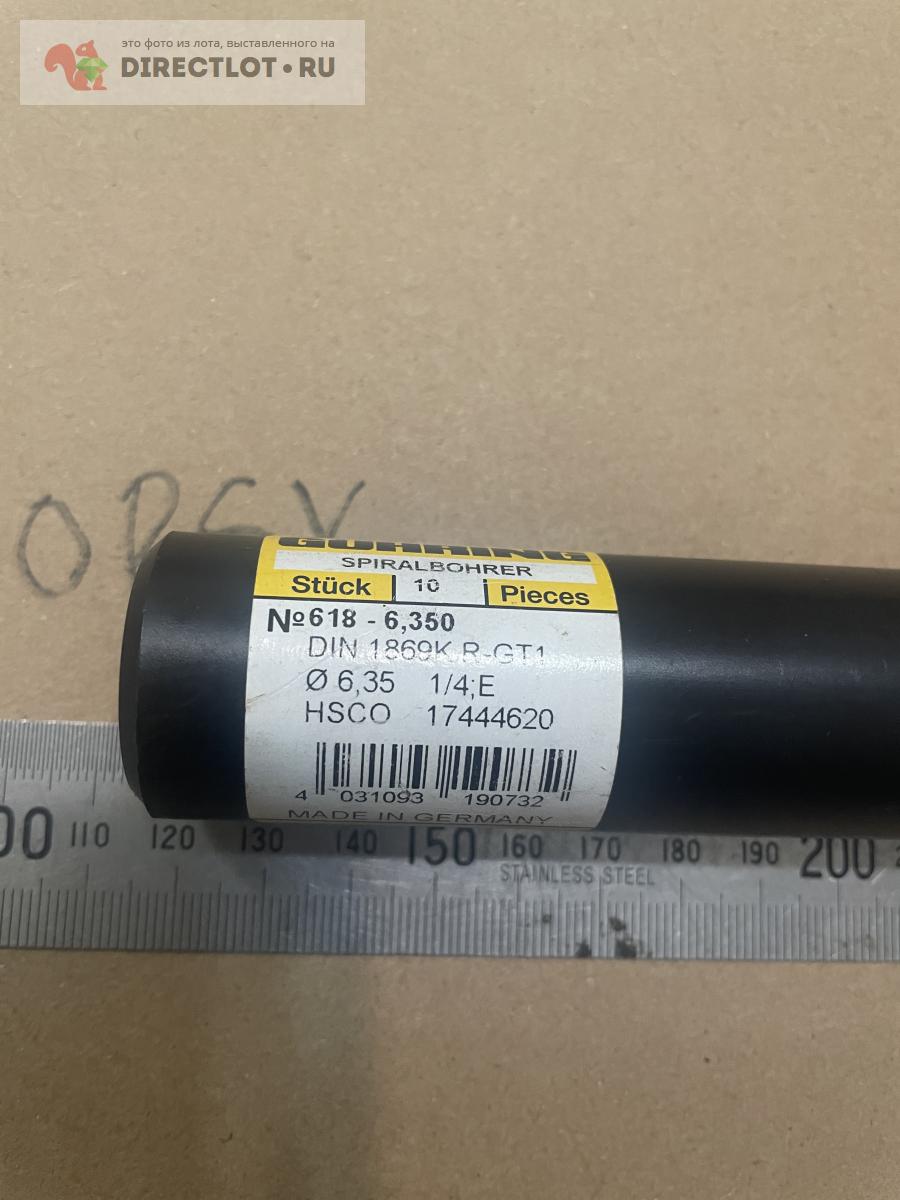 это фото из лота, выставленного на
DIRECTLOT•RU
GÜHRING
SPIRALBOHRER
Stück 10 Pieces
№618 - 6,350
DIN 1869K R-GT1
Ø 6,35 1/4;E
HSCO 17444620
4 031093 190732
MADE IN GERMANY
110 120 130 140 150 160 170 180 190 200
STAINLESS STEEL